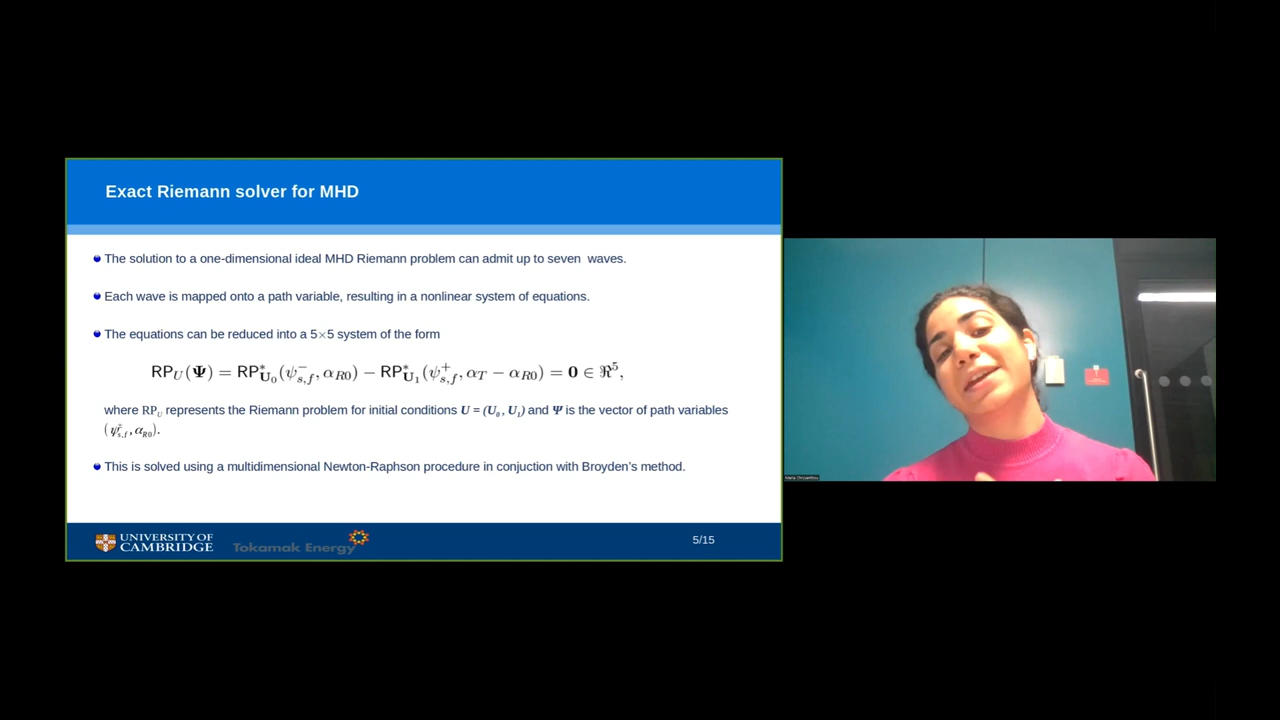 Exact Riemann solver for MHD
The solution to a one-dimensional ideal MHD Riemann problem can admit up to seven waves.
Each wave is mapped onto a path variable, resulting in a nonlinear system of equations.
The equations can be reduced into a 5×5 system of the form
RP_U(Ψ) = RP*_{U_0}(ψ^-_{s,f}, α_{R0}) − RP*_{U_1}(ψ^+_{s,f}, α_T − α_{R0}) = 0 ∈ ℜ^5,
where RP_U represents the Riemann problem for initial conditions U = (U_0, U_1) and Ψ is the vector of path variables
(ψ^±_{s,f}, α_{R0}).
This is solved using a multidimensional Newton-Raphson procedure in conjuction with Broyden's method.
UNIVERSITY OF
CAMBRIDGE
Tokamak Energy
5/15